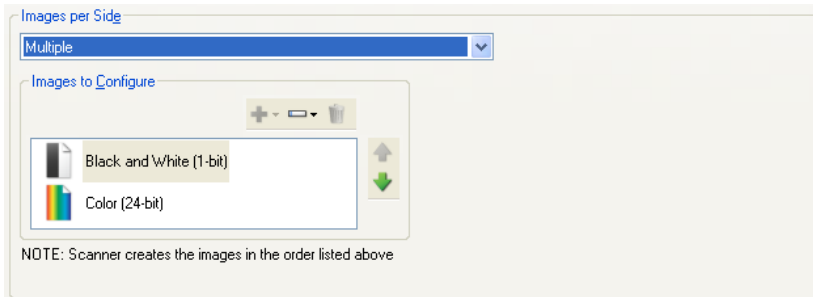 Images per Side
Multiple
Images to Configure
Black and White (1-bit)
Color (24-bit)
NOTE: Scanner creates the images in the order listed above